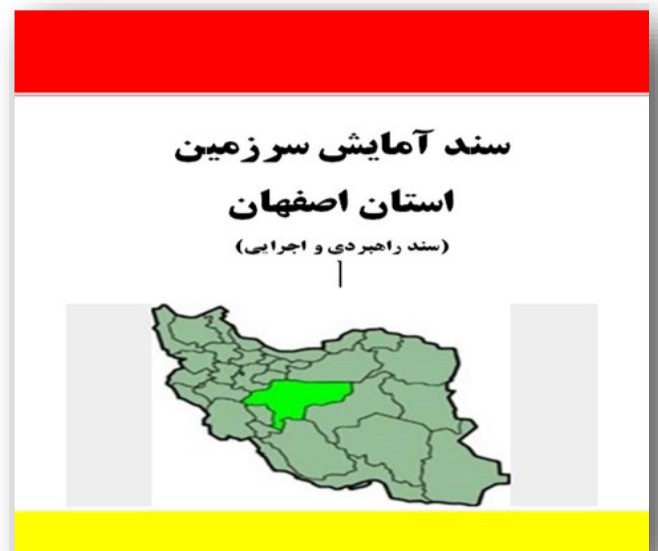 سند آمایش سرزمین
استان اصفهان
(سند راهبردی و اجرایی)